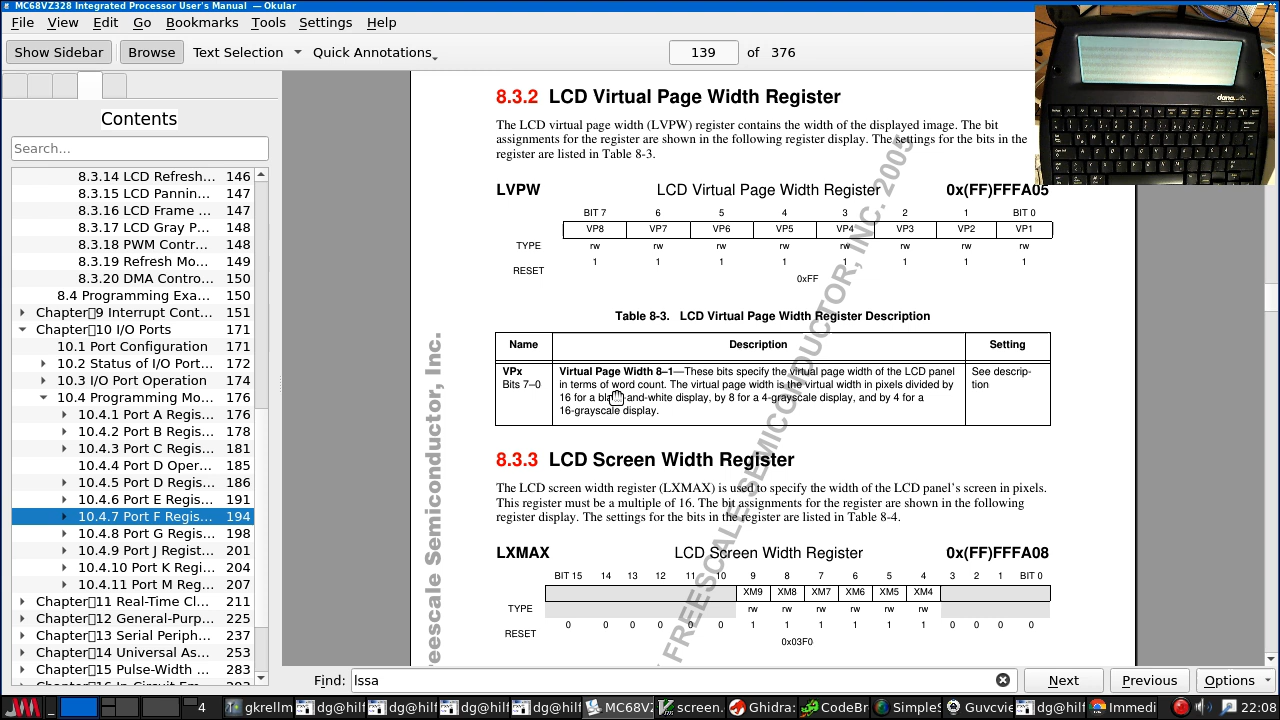 MC68VZ328 Integrated Processor User's Manual — Okular
File View Edit Go Bookmarks Tools Settings Help
Show Sidebar Browse Text Selection Quick Annotations 139 of 376
Contents
Search...
8.3.14 LCD Refresh... 146
8.3.15 LCD Pannin... 147
8.3.16 LCD Frame ... 147
8.3.17 LCD Gray P... 148
8.3.18 PWM Contr... 148
8.3.19 Refresh Mo... 149
8.3.20 DMA Contro... 150
8.4 Programming Exa... 150
Chapter 9 Interrupt Cont... 151
Chapter 10 I/O Ports 171
10.1 Port Configuration 171
10.2 Status of I/O Port... 172
10.3 I/O Port Operation 174
10.4 Programming Mo... 176
10.4.1 Port A Regis... 176
10.4.2 Port B Regis... 178
10.4.3 Port C Regis... 181
10.4.4 Port D Oper... 185
10.4.5 Port D Regis... 186
10.4.6 Port E Regis... 191
10.4.7 Port F Regis... 194
10.4.8 Port G Regis... 198
10.4.9 Port J Regist... 201
10.4.10 Port K Regi... 204
10.4.11 Port M Reg... 207
Chapter 11 Real-Time Cl... 211
Chapter 12 General-Purp... 225
Chapter 13 Serial Periph... 237
Chapter 14 Universal As... 253
Chapter 15 Pulse-Width ... 283
8.3.2 LCD Virtual Page Width Register
The LCD virtual page width (LVPW) register contains the width of the displayed image. The bit
assignments for the register are shown in the following register display. The settings for the bits in the
register are listed in Table 8-3.
LVPW LCD Virtual Page Width Register 0x(FF)FFFA05
BIT 7 6 5 4 3 2 1 BIT 0
VP8 VP7 VP6 VP5 VP4 VP3 VP2 VP1
TYPE rw rw rw rw rw rw rw rw
RESET 1 1 1 1 1 1 1 1
0xFF
Table 8-3. LCD Virtual Page Width Register Description
Name Description Setting
VPx Virtual Page Width 8–1—These bits specify the virtual page width of the LCD panel See descrip-
Bits 7–0 in terms of word count. The virtual page width is the virtual width in pixels divided by tion
16 for a black-and-white display, by 8 for a 4-grayscale display, and by 4 for a
16-grayscale display.
8.3.3 LCD Screen Width Register
The LCD screen width register (LXMAX) is used to specify the width of the LCD panel's screen in pixels.
This register must be a multiple of 16. The bit assignments for the register are shown in the following
register display. The settings for the bits in the register are listed in Table 8-4.
LXMAX LCD Screen Width Register 0x(FF)FFFA08
BIT 15 14 13 12 11 10 9 8 7 6 5 4 3 2 1 BIT 0
XM9 XM8 XM7 XM6 XM5 XM4
TYPE rw rw rw rw rw rw
RESET 0 0 0 0 0 0 1 1 1 1 1 1 0 0 0 0
0x03F0
eescale Semiconductor, Inc.
FREESCALE SEMICONDUCTOR, INC. 2005
dana
Find: lssa Next Previous Options
4 gkrellm dg@hilf dg@hilf dg@hilf dg@hilf MC68VZ screen. Ghidra: CodeBr Simple: Guvcvie dg@hilf Immedi 22:08